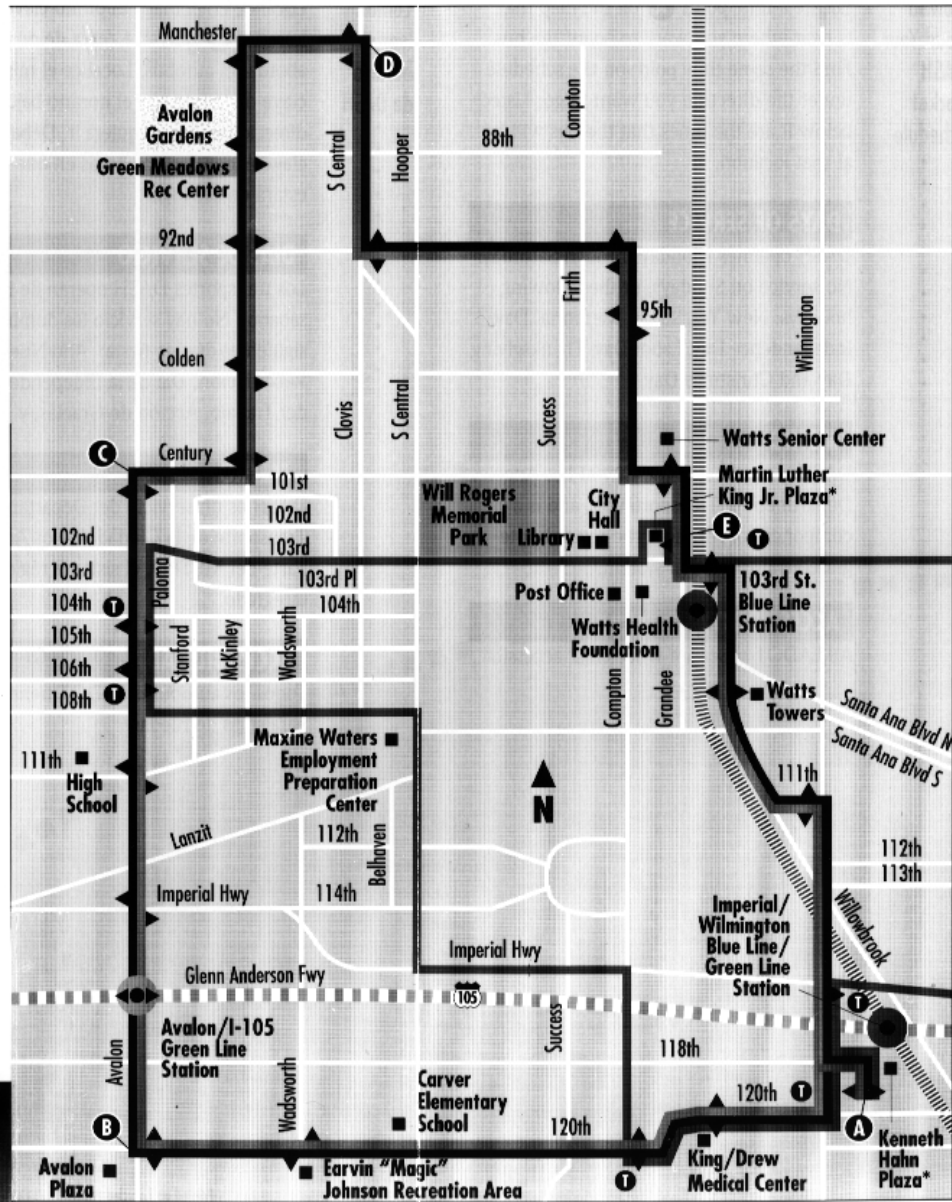 Manchester
D
Avalon
Gardens
S Central
Hooper
Compton
88th
Green Meadows
Rec Center
92nd
Firth
95th
Wilmington
Colden
Clovis
S Central
Success
Watts Senior Center
C
Century
Martin Luther
King Jr. Plaza*
101st
102nd
103rd
Will Rogers
Memorial
Park
City
Hall
Library
E
T
102nd
103rd
104th
T
105th
106th
108th
T
Paloma
103rd Pl
104th
Stanford
McKinley
Wadsworth
Post Office
Watts Health
Foundation
103rd St.
Blue Line
Station
Compton
Grandee
Watts
Towers
Santa Ana Blvd N
Santa Ana Blvd S
111th
High
School
Maxine Waters
Employment
Preparation
Center
N
111th
Lanzit
112th
Belhaven
114th
Imperial Hwy
112th
113th
Willowbrook
Imperial/
Wilmington
Blue Line/
Green Line
Station
T
Imperial Hwy
Glenn Anderson Fwy
105
Avalon/I-105
Green Line
Station
Avalon
Success
118th
Wadsworth
Carver
Elementary
School
120th
120th
T
A
B
Avalon
Plaza
Earvin "Magic"
Johnson Recreation Area
T
King/Drew
Medical Center
Kenneth
Hahn
Plaza*